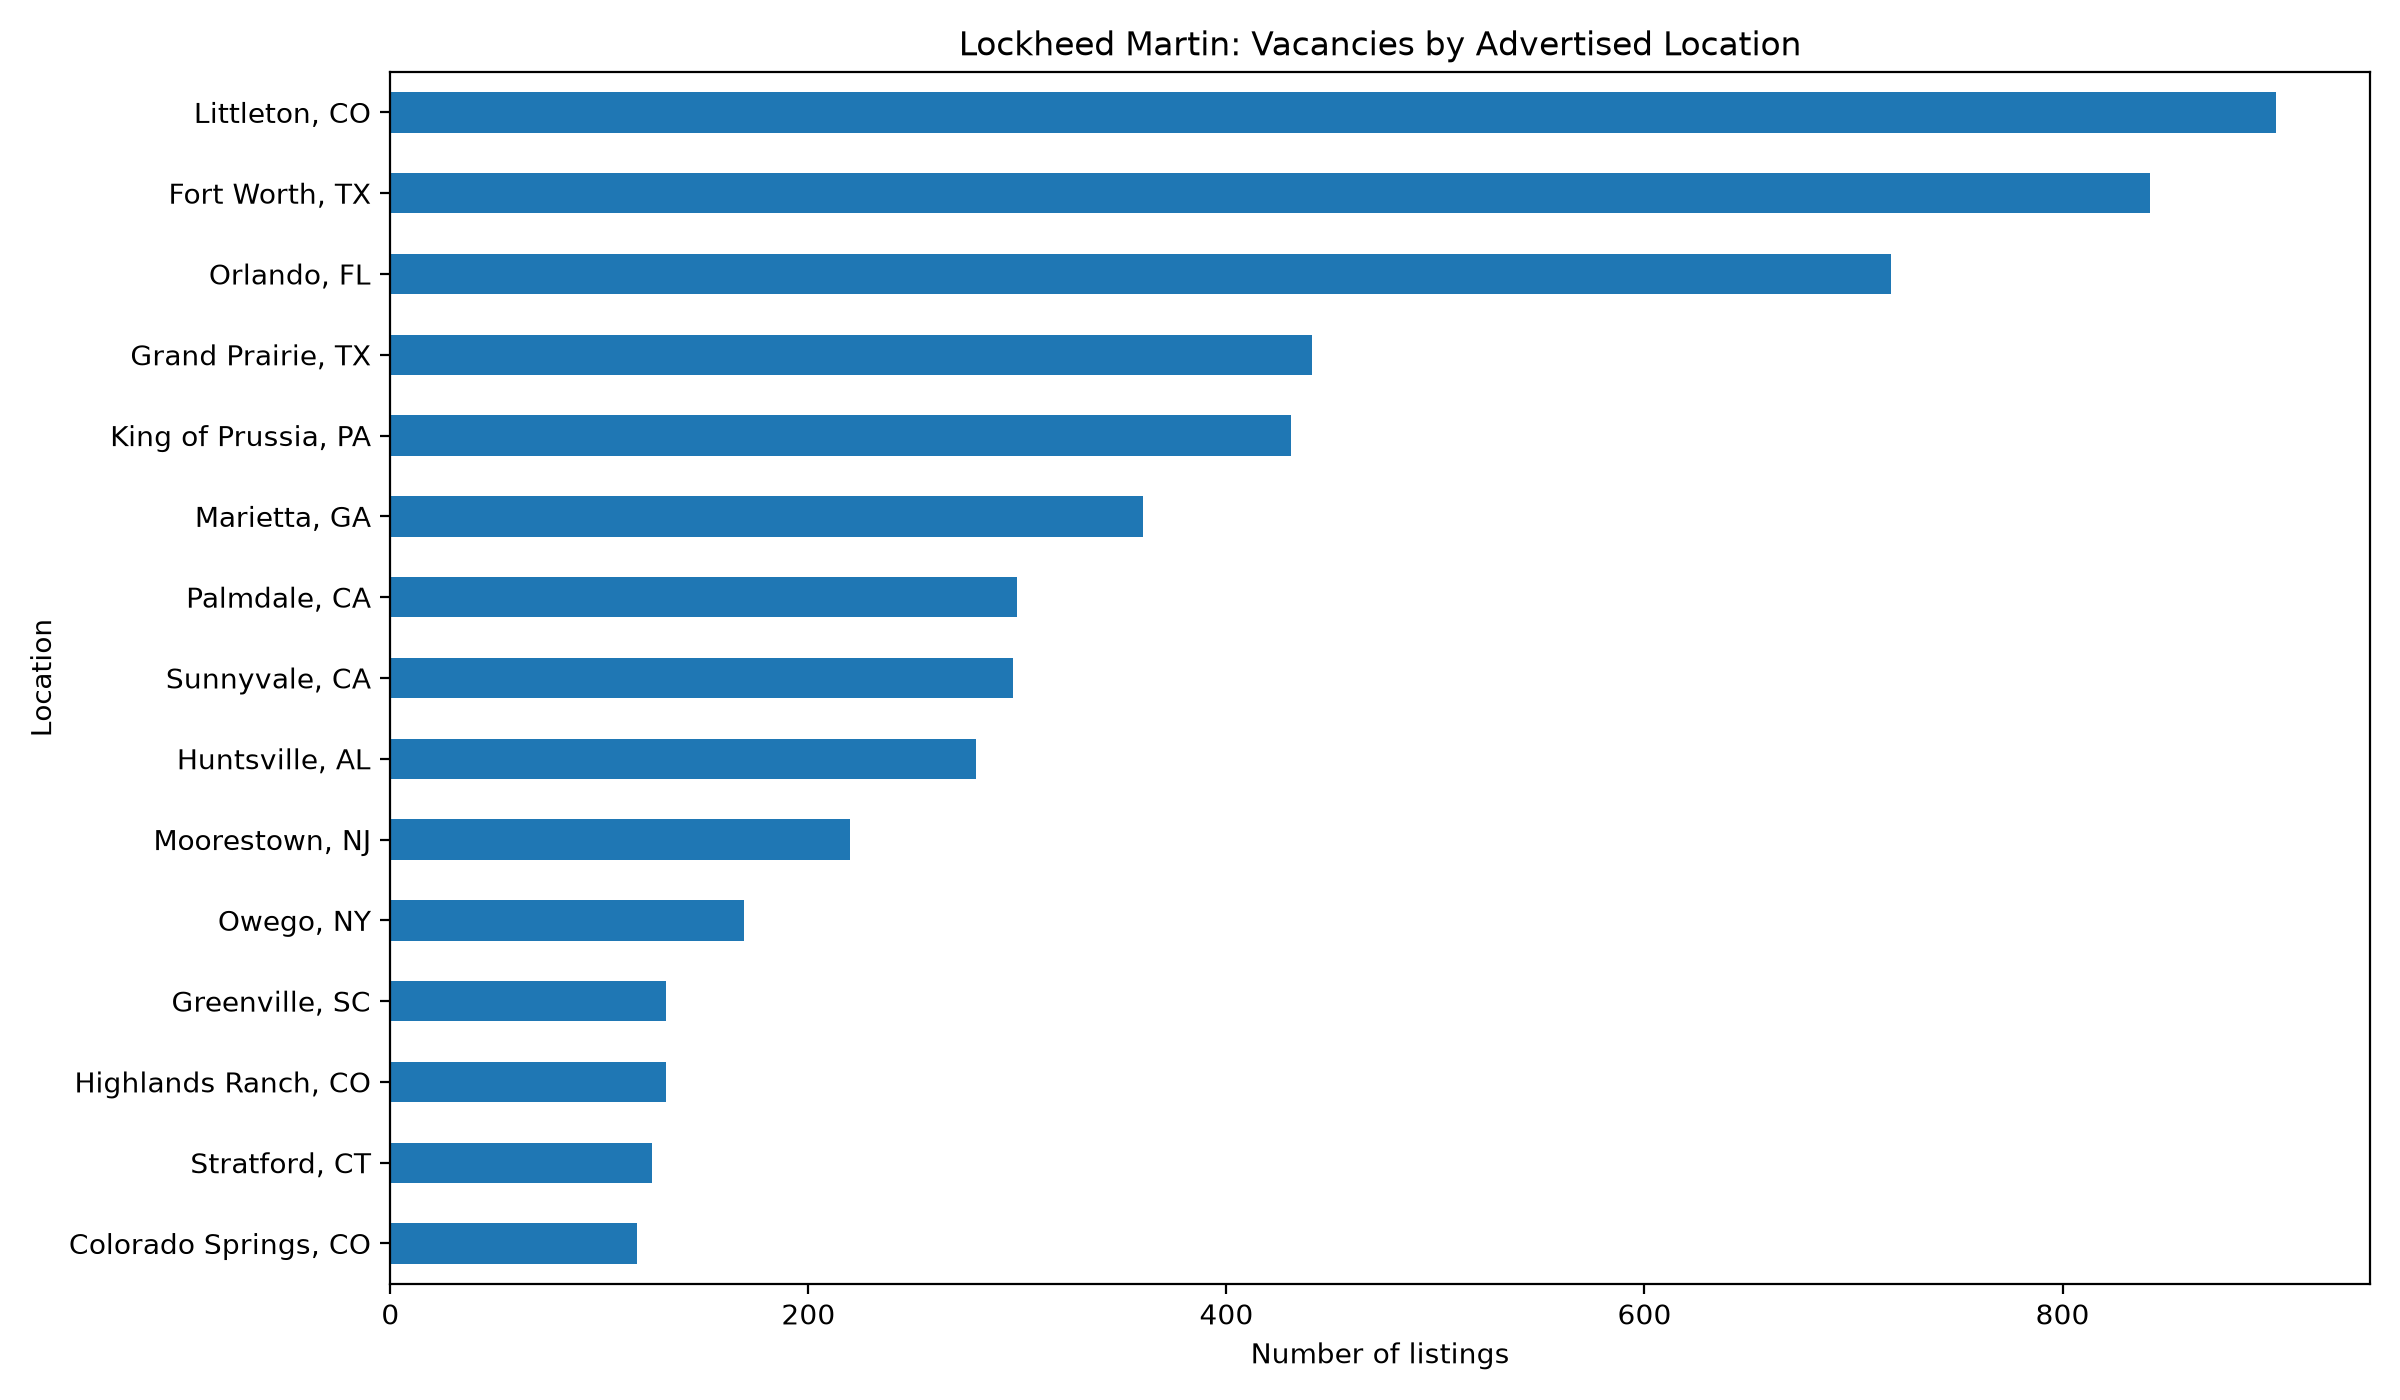 Lockheed Martin: Vacancies by Advertised Location
Littleton, CO
Fort Worth, TX
Orlando, FL
Grand Prairie, TX
King of Prussia, PA
Marietta, GA
Palmdale, CA
Sunnyvale, CA
Huntsville, AL
Moorestown, NJ
Owego, NY
Greenville, SC
Highlands Ranch, CO
Stratford, CT
Colorado Springs, CO
Location
0 200 400 600 800
Number of listings